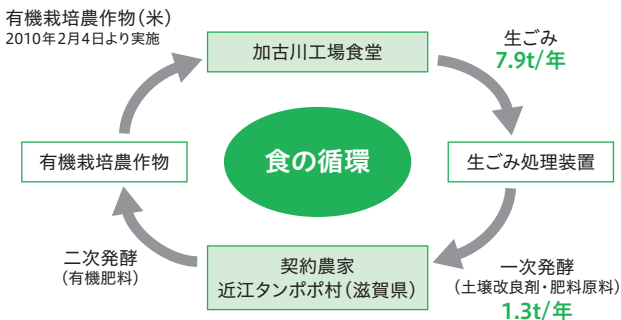 有機栽培農作物（米）
2010年2月4日より実施
加古川工場食堂
生ごみ
7.9t/年
有機栽培農作物
食の循環
生ごみ処理装置
二次発酵
（有機肥料）
契約農家
近江タンポポ村（滋賀県）
一次発酵
（土壌改良剤・肥料原料）
1.3t/年